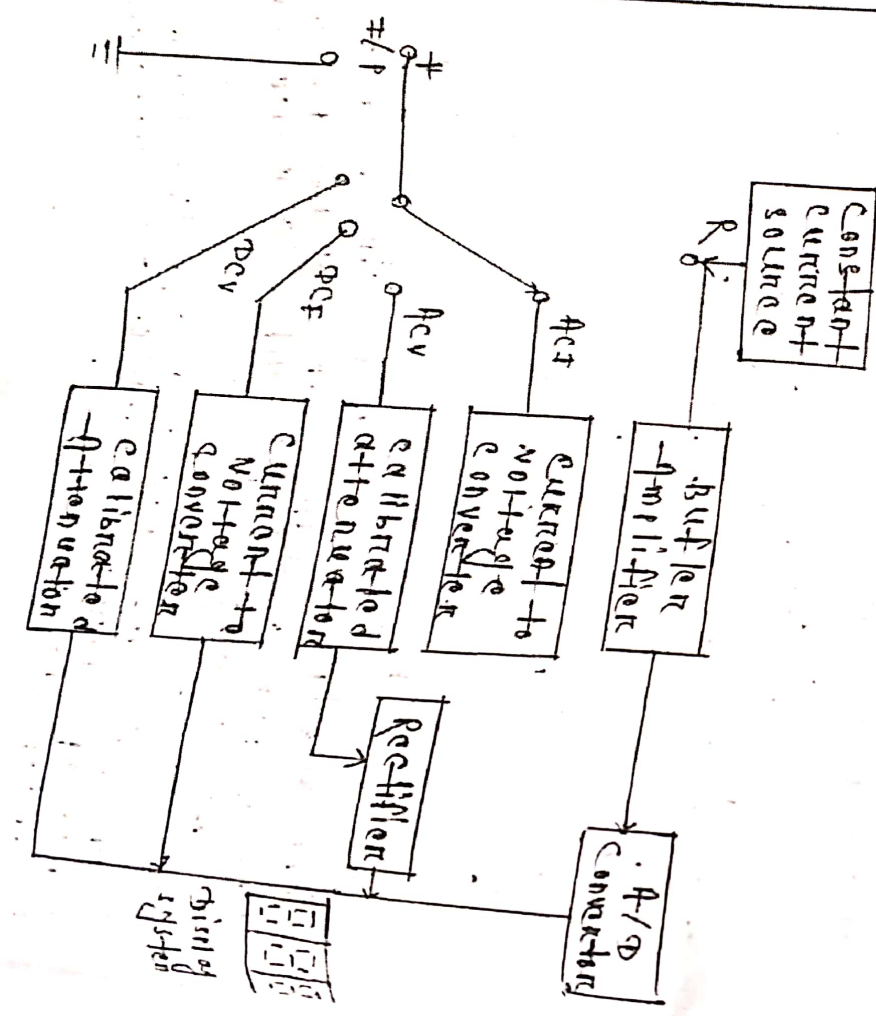 Constant
current
source
R
Buffer
Amplifier
A/D
Converter
ACI
Current to
voltage
converter
+
I/P
ACV
Calibrated
attenuator
Rectifier
DCI
Current to
voltage
converter
DCV
Calibrated
Attenuator
Display
system